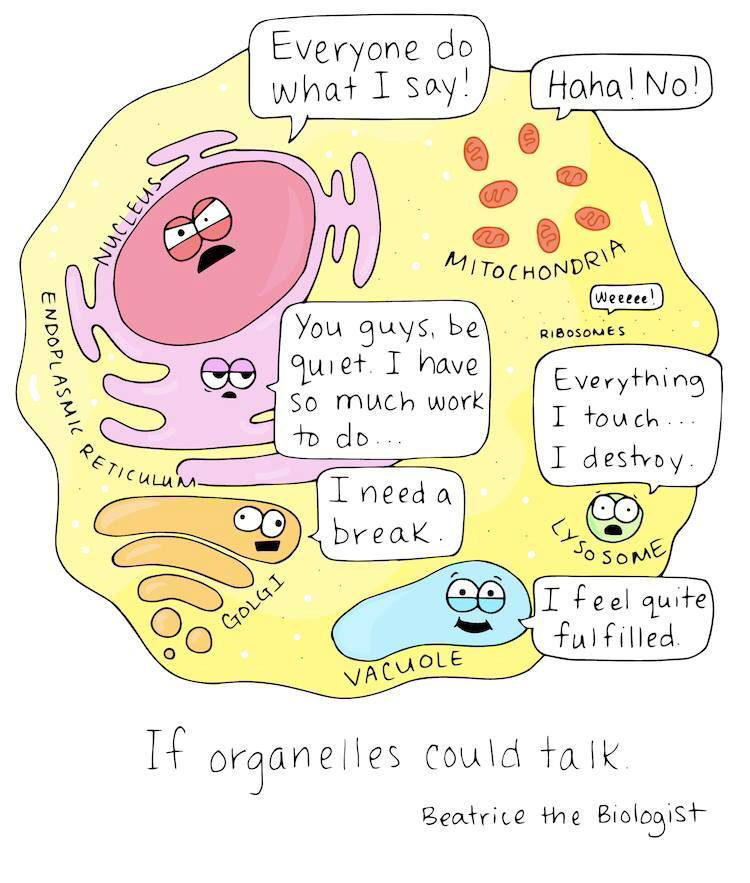 Everyone do
what I say!
Haha! No!
NUCLEUS
MITOCHONDRIA
Weeeee!
RIBOSOMES
ENDOPLASMIC RETICULUM
You guys, be
quiet. I have
so much work
to do...
Everything
I touch...
I destroy.
I need a
break.
LYSOSOME
GOLGI
I feel quite
fulfilled.
VACUOLE
If organelles could talk.
Beatrice the Biologist